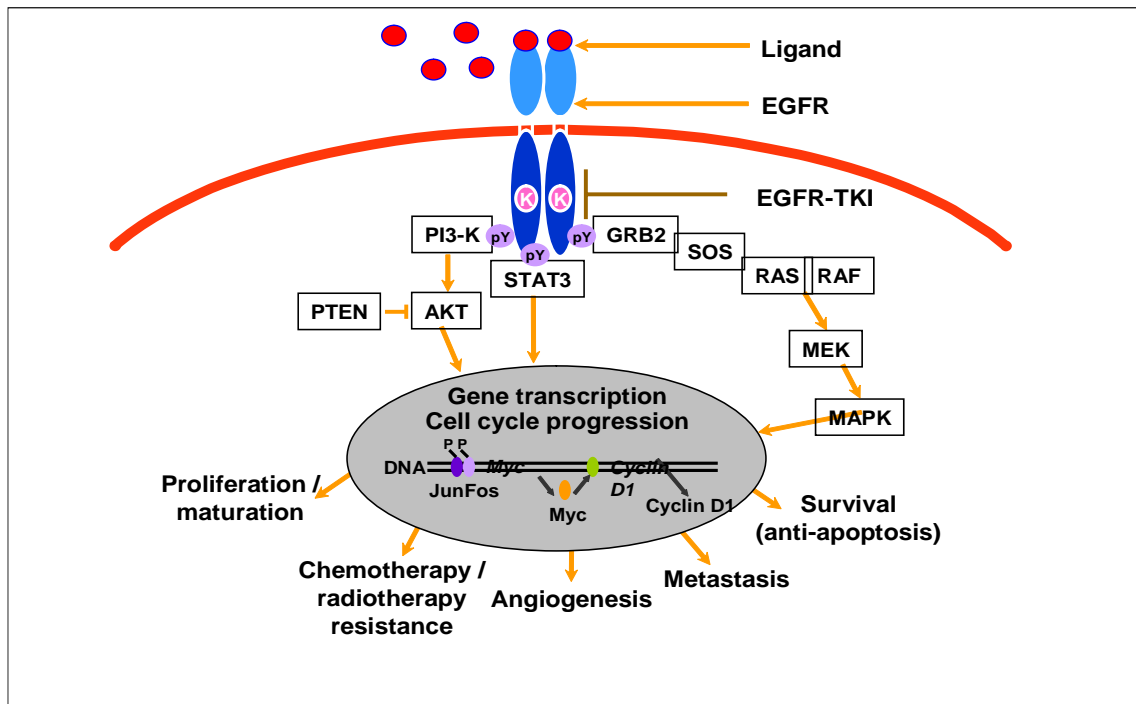 Ligand
EGFR
K K
EGFR-TKI
PI3-K
pY
pY
pY
GRB2
SOS
STAT3
RAS
RAF
PTEN
AKT
MEK
MAPK
Gene transcription
Cell cycle progression
P P
DNA
Myc
Cyclin
D1
JunFos
Myc
Cyclin D1
Proliferation /
maturation
Survival
(anti-apoptosis)
Chemotherapy /
radiotherapy
resistance
Angiogenesis
Metastasis